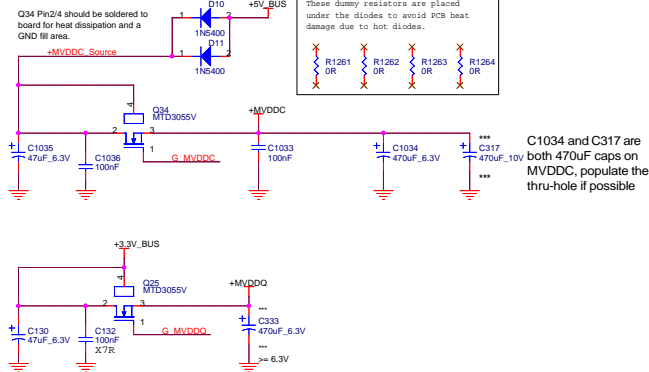 Q34 Pin2/4 should be soldered to
board for heat dissipation and a
GND fill area.
D10
+5V_BUS
1
2
1N5400
D11
1
2
1N5400
+MVDDC_Source
These dummy resistors are placed
under the diodes to avoid PCB heat
damage due to hot diodes.
R1261
0R
R1262
0R
R1263
0R
R1264
0R
4
Q34
MTD3055V
2
3
1
G_MVDDC
+MVDDC
C1035
47uF_6.3V
C1036
100nF
C1033
100nF
C1034
470uF_6.3V
***
C317
470uF_10V
***
C1034 and C317 are
both 470uF caps on
MVDDC, populate the
thru-hole if possible
+3.3V_BUS
4
Q25
MTD3055V
2
3
1
G_MVDDQ
+MVDDQ
C130
47uF_6.3V
C132
100nF
X7R
***
C333
470uF_6.3V
***
>= 6.3V